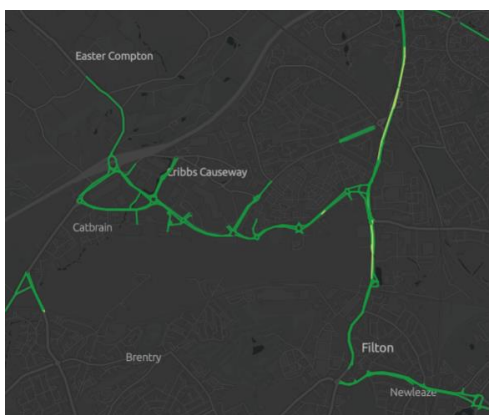 Easter Compton
Cribbs Causeway
Catbrain
Filton
Brentry
Newleaze